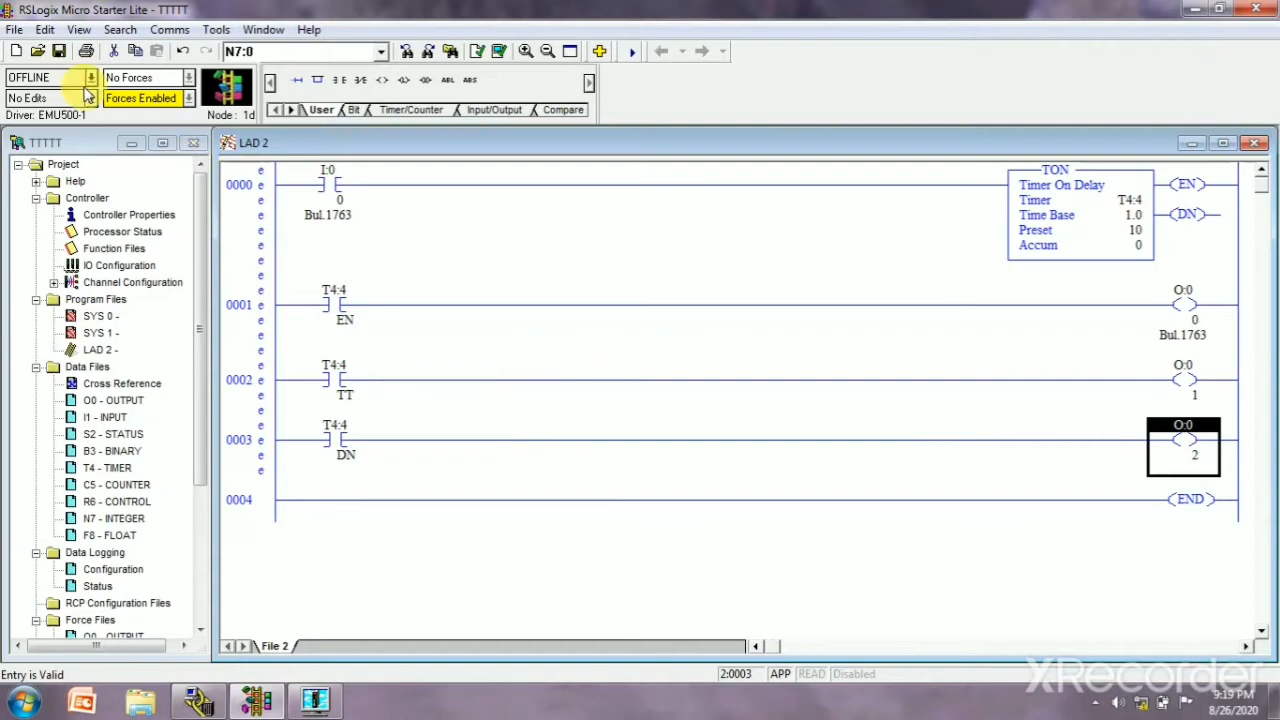 RSLogix Micro Starter Lite - TTTTT
File Edit View Search Comms Tools Window Help
N7:0
ABL ABS
OFFLINE No Forces
No Edits Forces Enabled
Driver: EMU500-1 Node : 1d
User Bit Timer/Counter Input/Output Compare
TTTTT
Project
Help
Controller
Controller Properties
Processor Status
Function Files
IO Configuration
Channel Configuration
Program Files
SYS 0 -
SYS 1 -
LAD 2 -
Data Files
Cross Reference
O0 - OUTPUT
I1 - INPUT
S2 - STATUS
B3 - BINARY
T4 - TIMER
C5 - COUNTER
R6 - CONTROL
N7 - INTEGER
F8 - FLOAT
Data Logging
Configuration
Status
RCP Configuration Files
Force Files
O0 - OUTPUT
LAD 2
0000
e
e
e
e
e
e
e
e
I:0
0
Bul.1763
TON
Timer On Delay
Timer T4:4
Time Base 1.0
Preset 10
Accum 0
EN
DN
0001
e
e
e
e
e
T4:4
EN
O:0
0
Bul.1763
0002
e
e
e
e
T4:4
TT
O:0
1
0003
e
e
e
e
T4:4
DN
O:0
2
0004
END
File 2
Entry is Valid
2:0003 APP READ Disabled
XRecorder
9:19 PM
8/26/2020